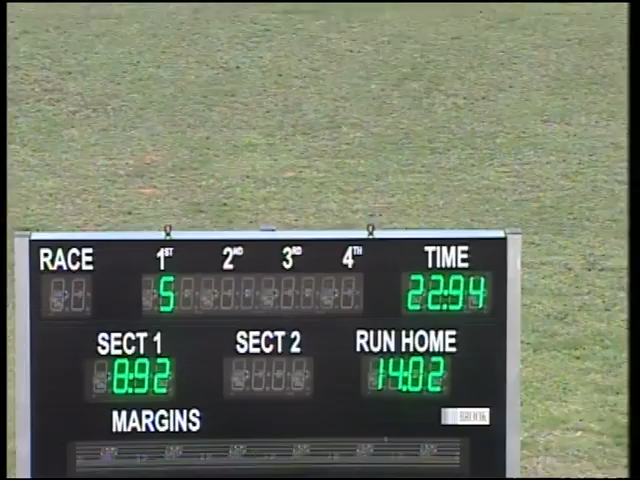 RACE 1ST 2ND 3RD 4TH TIME
5 22:94
SECT 1 SECT 2 RUN HOME
8:92 14.02
MARGINS